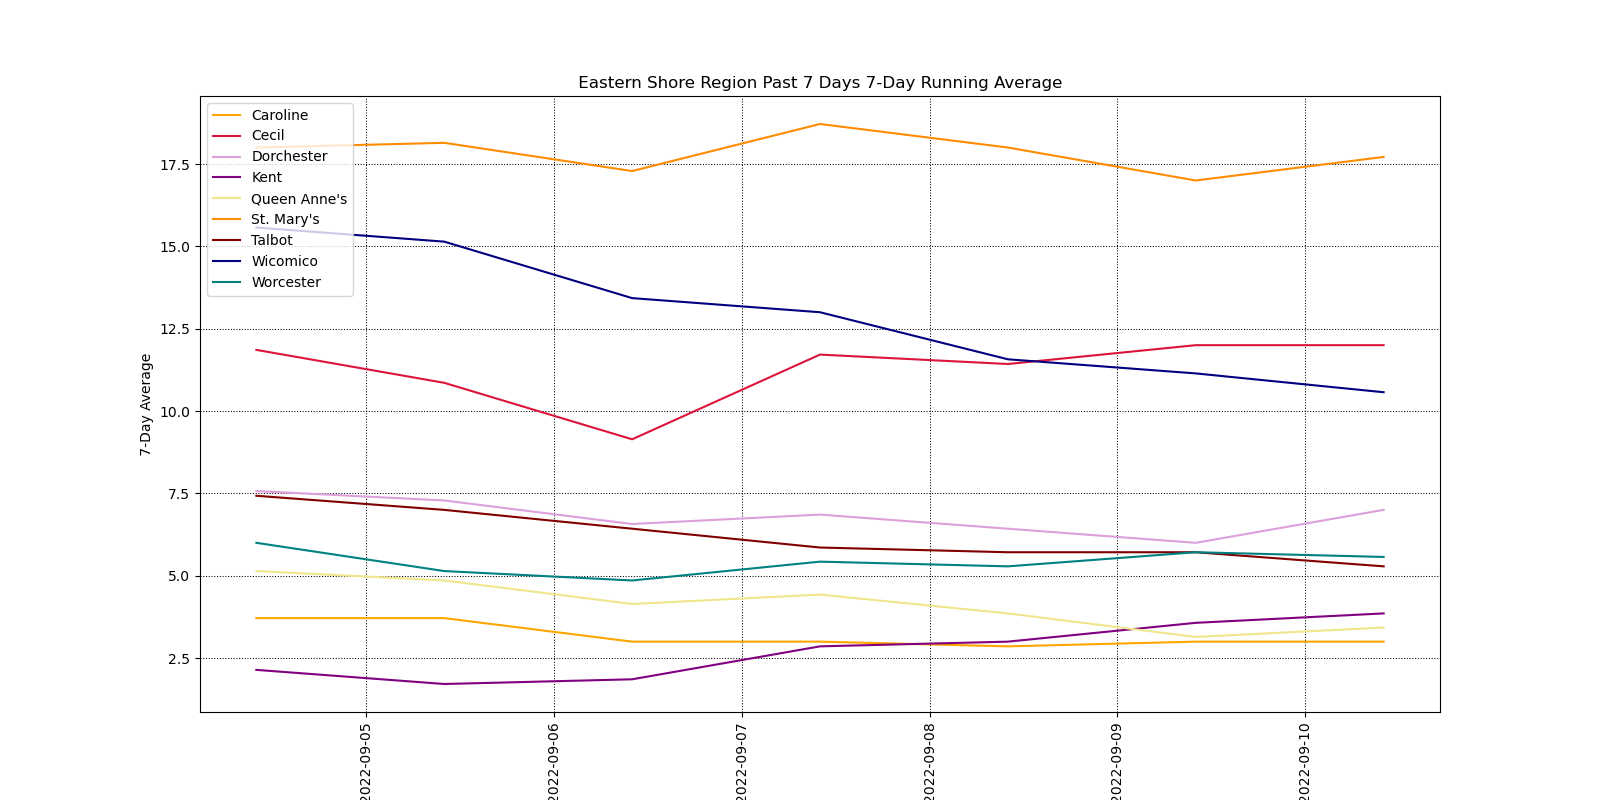 Eastern Shore Region Past 7 Days 7-Day Running Average
Caroline
Cecil
Dorchester
Kent
Queen Anne's
St. Mary's
Talbot
Wicomico
Worcester
7-Day Average
17.5
15.0
12.5
10.0
7.5
5.0
2.5
2022-09-05
2022-09-06
2022-09-07
2022-09-08
2022-09-09
2022-09-10